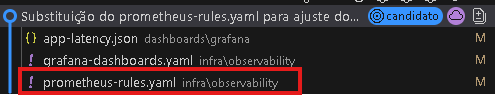 Substituição do prometheus-rules.yaml para ajuste do... candidato
{} app-latency.json dashboards\grafana M
! grafana-dashboards.yaml infra\observability M
! prometheus-rules.yaml infra\observability M